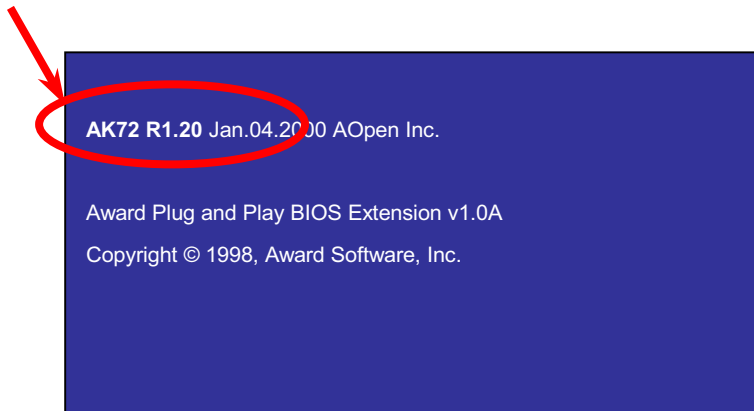 AK72 R1.20 Jan.04.2000 AOpen Inc.
Award Plug and Play BIOS Extension v1.0A
Copyright © 1998, Award Software, Inc.